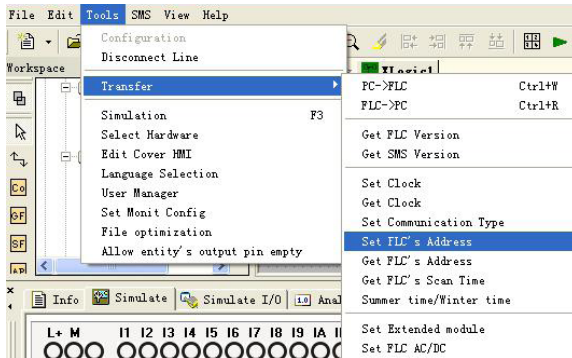 File Edit Tools SMS View Help
Configuration
Disconnect Line
Workspace
Transfer
XLogic1
Simulation F3
Select Hardware
Edit Cover HMI
Language Selection
User Manager
Set Monit Config
File optimization
Allow entity's output pin empty
PC->FLC Ctrl+W
FLC->PC Ctrl+R
Get FLC Version
Get SMS Version
Set Clock
Get Clock
Set Communication Type
Set FLC's Address
Get FLC's Address
Get FLC's Scan Time
Summer time/Winter time
Set Extended module
Set FLC AC/DC
Co
GF
SF
Info Simulate Simulate I/O Anal
L+ M I1 I2 I3 I4 I5 I6 I7 I8 I9 IA